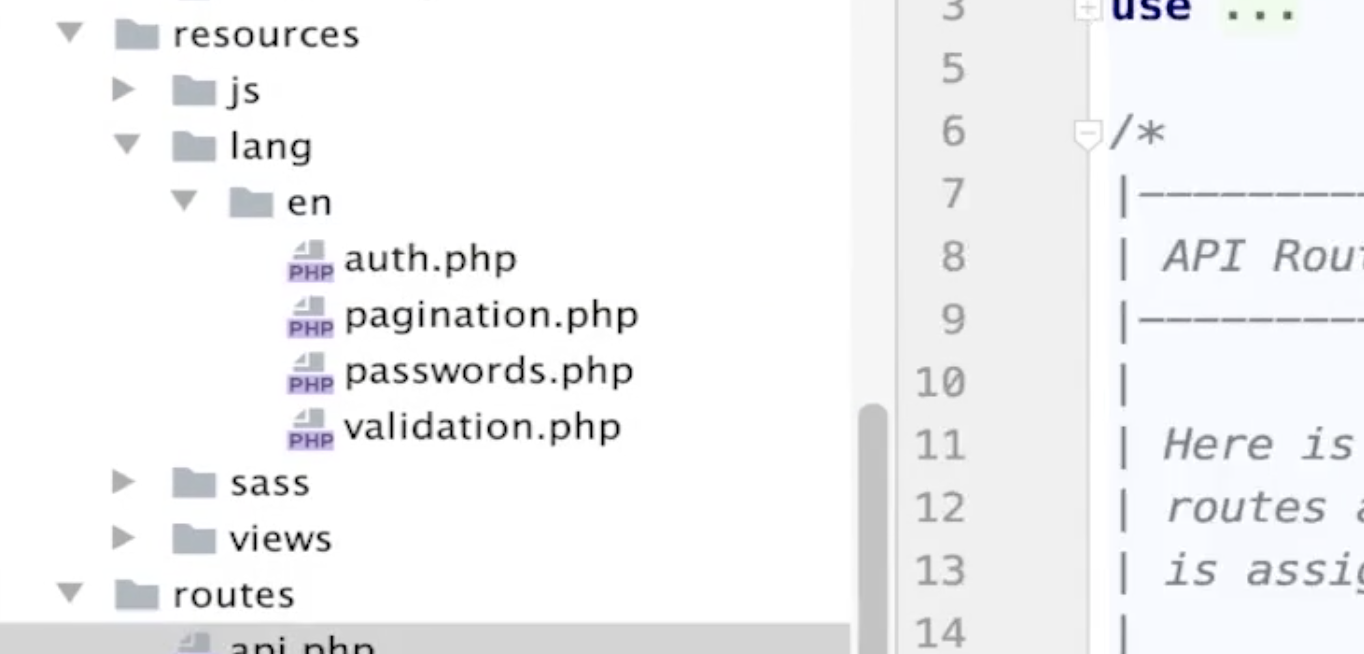 resources
js
lang
en
PHP auth.php
PHP pagination.php
PHP passwords.php
PHP validation.php
sass
views
routes
api.php
3 use ...
5
6 /*
7 |----------
8 | API Rou
9 |----------
10 |
11 | Here is
12 | routes a
13 | is assig
14 |